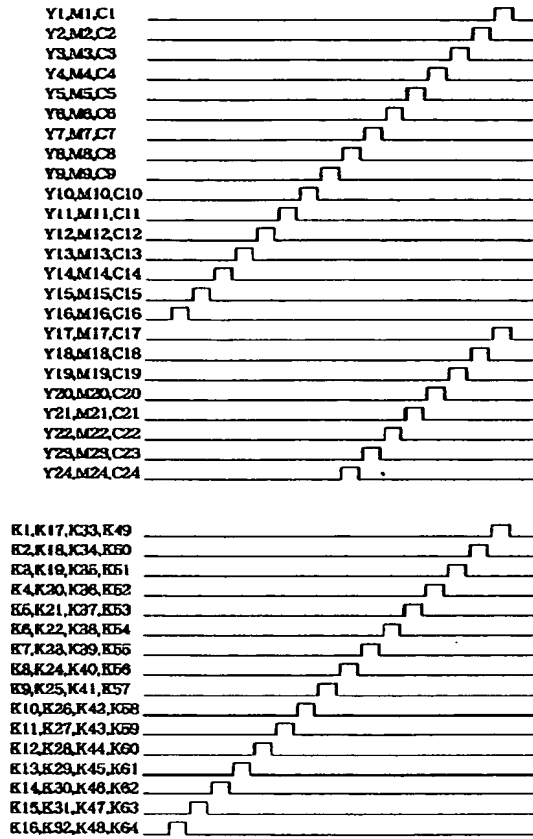 Y1,M1,C1
Y2,M2,C2
Y3,M3,C3
Y4,M4,C4
Y5,M5,C5
Y6,M6,C6
Y7,M7,C7
Y8,M8,C8
Y9,M9,C9
Y10,M10,C10
Y11,M11,C11
Y12,M12,C12
Y13,M13,C13
Y14,M14,C14
Y15,M15,C15
Y16,M16,C16
Y17,M17,C17
Y18,M18,C18
Y19,M19,C19
Y20,M20,C20
Y21,M21,C21
Y22,M22,C22
Y23,M23,C23
Y24,M24,C24
K1,K17,K33,K49
K2,K18,K34,K50
K3,K19,K35,K51
K4,K20,K36,K52
K5,K21,K37,K53
K6,K22,K38,K54
K7,K23,K39,K55
K8,K24,K40,K56
K9,K25,K41,K57
K10,K26,K42,K58
K11,K27,K43,K59
K12,K28,K44,K60
K13,K29,K45,K61
K14,K30,K46,K62
K15,K31,K47,K63
K16,K32,K48,K64